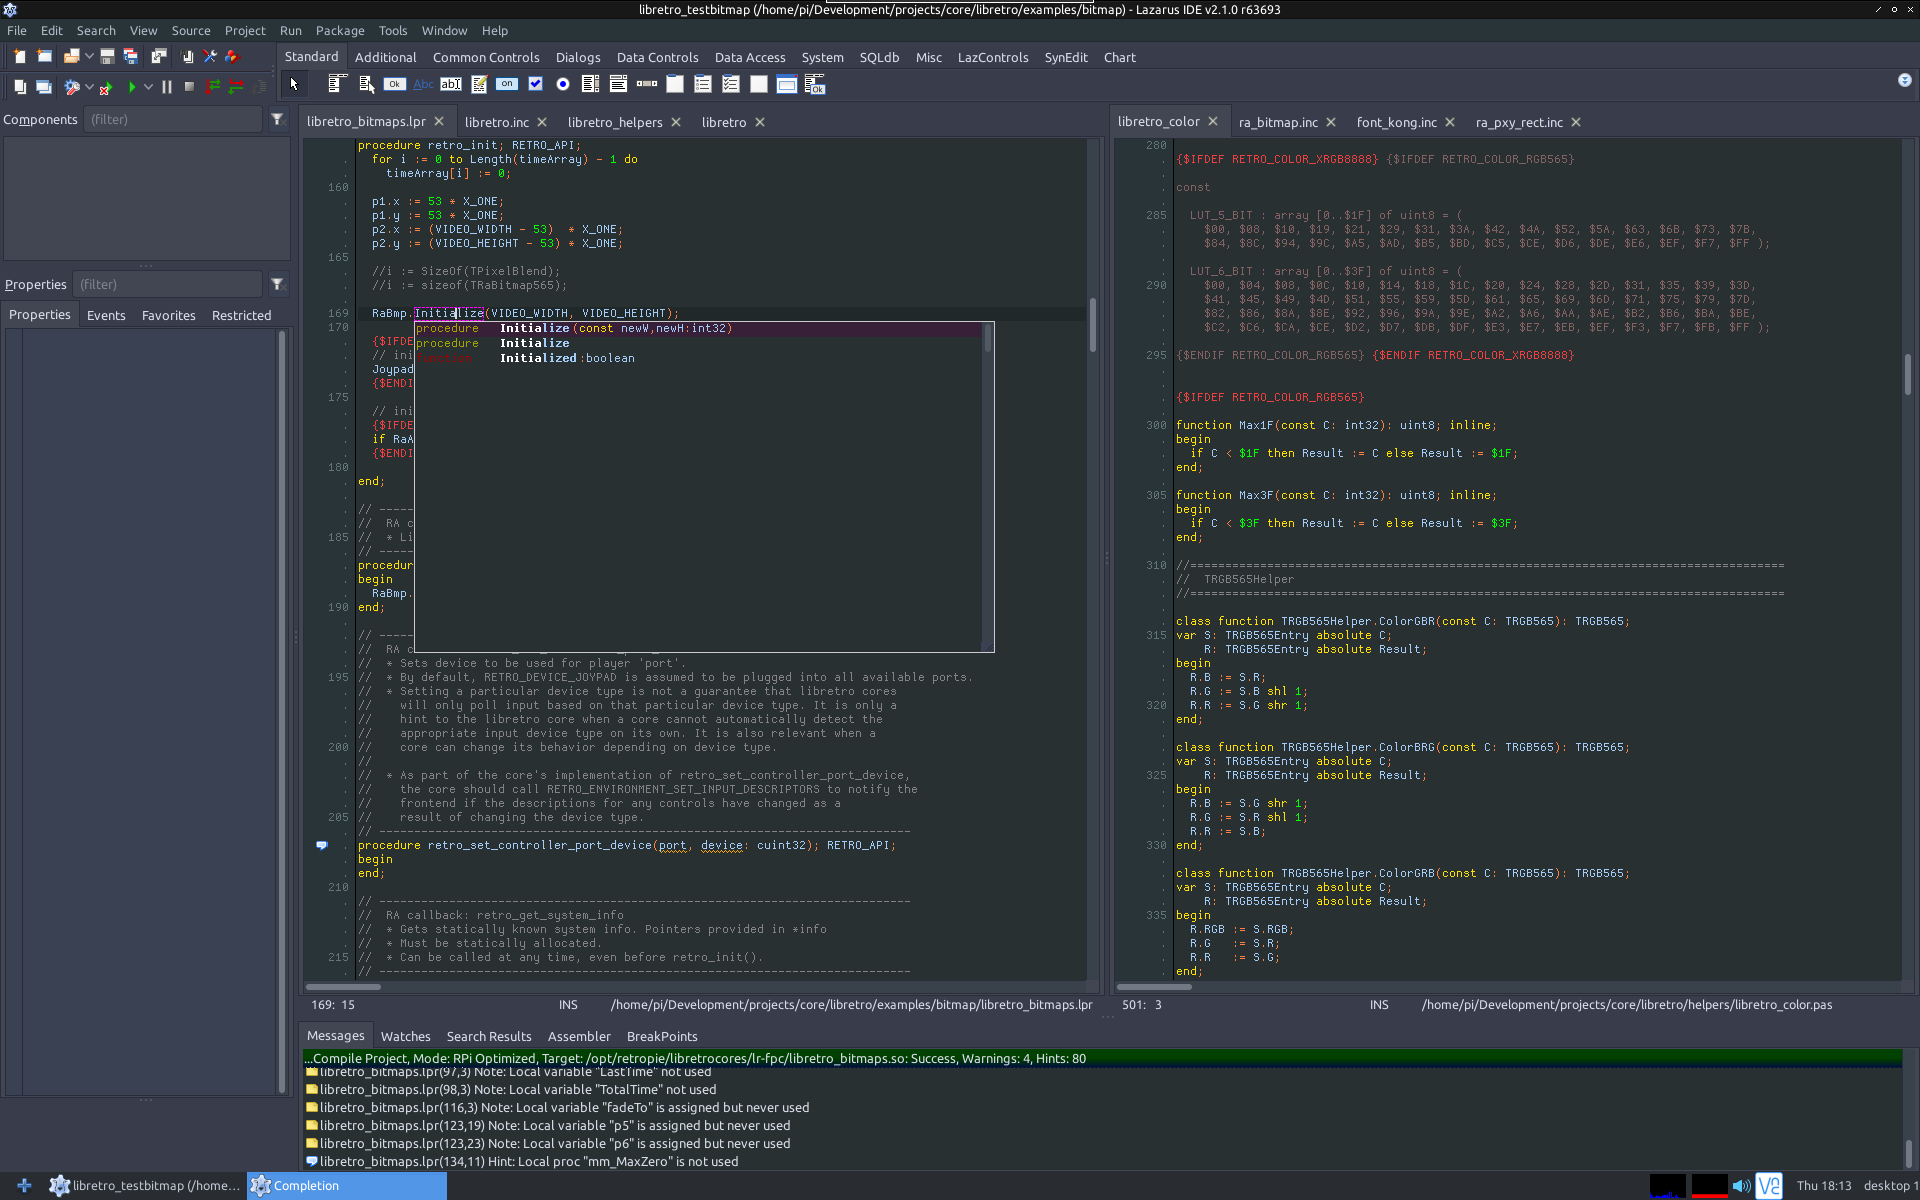 libretro_testbitmap (/home/pi/Development/projects/core/libretro/examples/bitmap) - Lazarus IDE v2.1.0 r63693
File Edit Search View Source Project Run Package Tools Window Help
Standard Additional Common Controls Dialogs Data Controls Data Access System SQLdb Misc LazControls SynEdit Chart
Ok Abc ab on Ok
Components (filter)
Properties (filter)
Properties Events Favorites Restricted
libretro_bitmaps.lpr libretro.inc libretro_helpers libretro
procedure retro_init; RETRO_API;
for i := 0 to Length(timeArray) - 1 do
timeArray[i] := 0;
160
p1.x := 53 * X_ONE;
p1.y := 53 * X_ONE;
p2.x := (VIDEO_WIDTH - 53)  * X_ONE;
p2.y := (VIDEO_HEIGHT - 53) * X_ONE;
165
//i := SizeOf(TPixelBlend);
//i := sizeof(TRaBitmap565);
169 RaBmp.Initialize(VIDEO_WIDTH, VIDEO_HEIGHT);
170 procedure Initialize(const newW,newH:int32)
procedure Initialize
function Initialized:boolean
{$IFDE
// ini
Joypad
{$ENDI
175
// ini
{$IFDE
if RaA
{$ENDI
180
end;
// -----
//  RA c
185 //  * Li
// -----
procedur
begin
RaBmp.
190 end;
// -----
//  RA c
//  * Sets device to be used for player 'port'.
195 //  * By default, RETRO_DEVICE_JOYPAD is assumed to be plugged into all available ports.
//  * Setting a particular device type is not a guarantee that libretro cores
//    will only poll input based on that particular device type. It is only a
//    hint to the libretro core when a core cannot automatically detect the
//    appropriate input device type on its own. It is also relevant when a
200 //    core can change its behavior depending on device type.
//
//  * As part of the core's implementation of retro_set_controller_port_device,
//    the core should call RETRO_ENVIRONMENT_SET_INPUT_DESCRIPTORS to notify the
//    frontend if the descriptions for any controls have changed as a
205 //    result of changing the device type.
// ----------------------------------------------------------------------------
procedure retro_set_controller_port_device(port, device: cuint32); RETRO_API;
begin
end;
210
// ----------------------------------------------------------------------------
//  RA callback: retro_get_system_info
//  * Gets statically known system info. Pointers provided in *info
//  * Must be statically allocated.
215 //  * Can be called at any time, even before retro_init().
// ----------------------------------------------------------------------------
169: 15 INS /home/pi/Development/projects/core/libretro/examples/bitmap/libretro_bitmaps.lpr
libretro_color ra_bitmap.inc font_kong.inc ra_pxy_rect.inc
280
{$IFDEF RETRO_COLOR_XRGB8888} {$IFDEF RETRO_COLOR_RGB565}
const
285 LUT_5_BIT : array [0..$1F] of uint8 = (
$00, $08, $10, $19, $21, $29, $31, $3A, $42, $4A, $52, $5A, $63, $6B, $73, $7B,
$84, $8C, $94, $9C, $A5, $AD, $B5, $BD, $C5, $CE, $D6, $DE, $E6, $EF, $F7, $FF );
LUT_6_BIT : array [0..$3F] of uint8 = (
290 $00, $04, $08, $0C, $10, $14, $18, $1C, $20, $24, $28, $2D, $31, $35, $39, $3D,
$41, $45, $49, $4D, $51, $55, $59, $5D, $61, $65, $69, $6D, $71, $75, $79, $7D,
$82, $86, $8A, $8E, $92, $96, $9A, $9E, $A2, $A6, $AA, $AE, $B2, $B6, $BA, $BE,
$C2, $C6, $CA, $CE, $D2, $D7, $DB, $DF, $E3, $E7, $EB, $EF, $F3, $F7, $FB, $FF );
295 {$ENDIF RETRO_COLOR_RGB565} {$ENDIF RETRO_COLOR_XRGB8888}
{$IFDEF RETRO_COLOR_RGB565}
300 function Max1F(const C: int32): uint8; inline;
begin
if C < $1F then Result := C else Result := $1F;
end;
305 function Max3F(const C: int32): uint8; inline;
begin
if C < $3F then Result := C else Result := $3F;
end;
310 //=====================================================================================
//  TRGB565Helper
//=====================================================================================
class function TRGB565Helper.ColorGBR(const C: TRGB565): TRGB565;
315 var S: TRGB565Entry absolute C;
R: TRGB565Entry absolute Result;
begin
R.B := S.R;
R.G := S.B shl 1;
320 R.R := S.G shr 1;
end;
class function TRGB565Helper.ColorBRG(const C: TRGB565): TRGB565;
var S: TRGB565Entry absolute C;
325 R: TRGB565Entry absolute Result;
begin
R.B := S.G shr 1;
R.G := S.R shl 1;
R.R := S.B;
330 end;
class function TRGB565Helper.ColorGRB(const C: TRGB565): TRGB565;
var S: TRGB565Entry absolute C;
R: TRGB565Entry absolute Result;
335 begin
R.RGB := S.RGB;
R.G   := S.R;
R.R   := S.G;
end;
501: 3 INS /home/pi/Development/projects/core/libretro/helpers/libretro_color.pas
Messages Watches Search Results Assembler BreakPoints
...Compile Project, Mode: RPi Optimized, Target: /opt/retropie/libretrocores/lr-fpc/libretro_bitmaps.so: Success, Warnings: 4, Hints: 80
libretro_bitmaps.lpr(97,3) Note: Local variable "LastTime" not used
libretro_bitmaps.lpr(98,3) Note: Local variable "TotalTime" not used
libretro_bitmaps.lpr(116,3) Note: Local variable "fadeTo" is assigned but never used
libretro_bitmaps.lpr(123,19) Note: Local variable "p5" is assigned but never used
libretro_bitmaps.lpr(123,23) Note: Local variable "p6" is assigned but never used
libretro_bitmaps.lpr(134,11) Hint: Local proc "mm_MaxZero" is not used
libretro_testbitmap (/home... Completion Thu 18:13 desktop 1